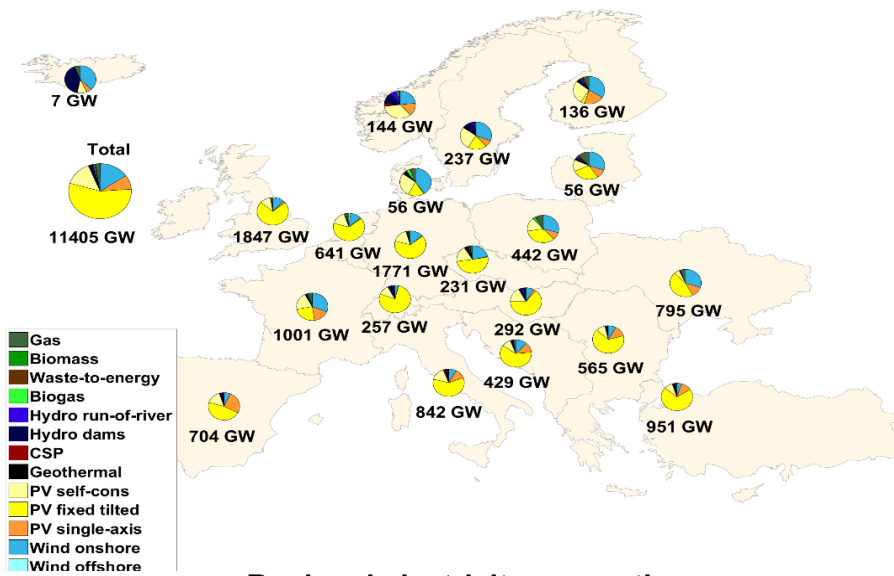 7 GW
144 GW
136 GW
237 GW
Total
56 GW
56 GW
11405 GW
1847 GW
641 GW
442 GW
1771 GW
231 GW
795 GW
1001 GW
257 GW
292 GW
565 GW
429 GW
842 GW
704 GW
951 GW
Gas
Biomass
Waste-to-energy
Biogas
Hydro run-of-river
Hydro dams
CSP
Geothermal
PV self-cons
PV fixed tilted
PV single-axis
Wind onshore
Wind offshore